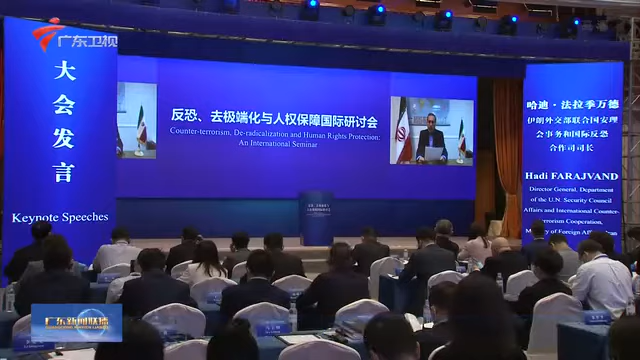 广东卫视
大会发言
Keynote Speeches
反恐、去极端化与人权保障国际研讨会
Counter-terrorism, De-radicalization and Human Rights Protection:
An International Seminar
哈迪·法拉季万德
伊朗外交部联合国安理
会事务和国际反恐
合作司司长
Hadi FARAJVAND
Director General, Department
of the U.N. Security Council
Affairs and International Counter-
terrorism Cooperation,
Ministry of Foreign Affairs
广东新闻联播